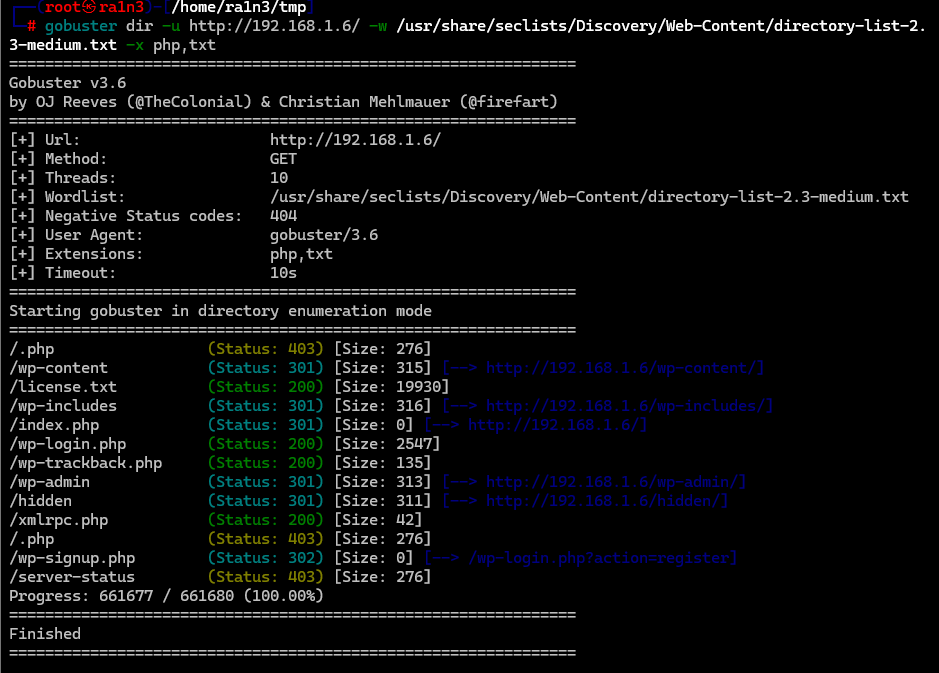 ┌──(root㉿ra1n3)-[/home/ra1n3/tmp]
└─# gobuster dir -u http://192.168.1.6/ -w /usr/share/seclists/Discovery/Web-Content/directory-list-2.
3-medium.txt -x php,txt
===============================================================
Gobuster v3.6
by OJ Reeves (@TheColonial) & Christian Mehlmauer (@firefart)
===============================================================
[+] Url:                     http://192.168.1.6/
[+] Method:                  GET
[+] Threads:                 10
[+] Wordlist:                /usr/share/seclists/Discovery/Web-Content/directory-list-2.3-medium.txt
[+] Negative Status codes:   404
[+] User Agent:              gobuster/3.6
[+] Extensions:              php,txt
[+] Timeout:                 10s
===============================================================
Starting gobuster in directory enumeration mode
===============================================================
/.php                 (Status: 403) [Size: 276]
/wp-content           (Status: 301) [Size: 315] [--> http://192.168.1.6/wp-content/]
/license.txt          (Status: 200) [Size: 19930]
/wp-includes          (Status: 301) [Size: 316] [--> http://192.168.1.6/wp-includes/]
/index.php            (Status: 301) [Size: 0] [--> http://192.168.1.6/]
/wp-login.php         (Status: 200) [Size: 2547]
/wp-trackback.php     (Status: 200) [Size: 135]
/wp-admin             (Status: 301) [Size: 313] [--> http://192.168.1.6/wp-admin/]
/hidden               (Status: 301) [Size: 311] [--> http://192.168.1.6/hidden/]
/xmlrpc.php           (Status: 200) [Size: 42]
/.php                 (Status: 403) [Size: 276]
/wp-signup.php        (Status: 302) [Size: 0] [--> /wp-login.php?action=register]
/server-status        (Status: 403) [Size: 276]
Progress: 661677 / 661680 (100.00%)
===============================================================
Finished
===============================================================